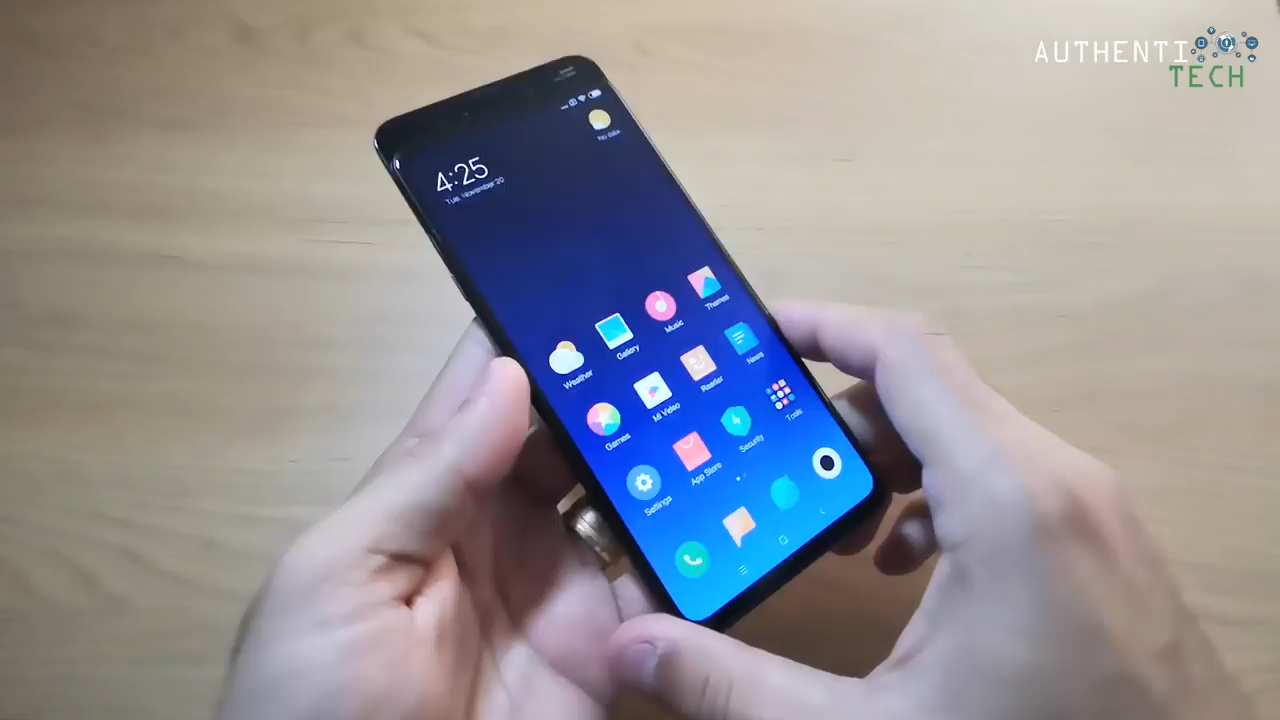 AUTHENTI
TECH
No data
4:25
Tue, November 20
Weather
Gallery
Music
Themes
Games
Mi Video
Reader
News
Settings
App Store
Security
Tools